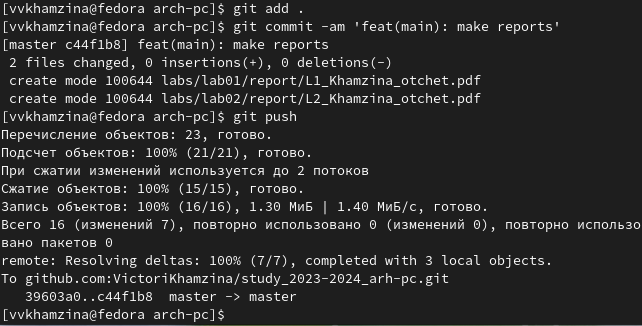 [vvkhamzina@fedora arch-pc]$ git add .
[vvkhamzina@fedora arch-pc]$ git commit -am 'feat(main): make reports'
[master c44f1b8] feat(main): make reports
 2 files changed, 0 insertions(+), 0 deletions(-)
 create mode 100644 labs/lab01/report/L1_Khamzina_otchet.pdf
 create mode 100644 labs/lab02/report/L2_Khamzina_otchet.pdf
[vvkhamzina@fedora arch-pc]$ git push
Перечисление объектов: 23, готово.
Подсчет объектов: 100% (21/21), готово.
При сжатии изменений используется до 2 потоков
Сжатие объектов: 100% (15/15), готово.
Запись объектов: 100% (16/16), 1.30 МиБ | 1.40 МиБ/с, готово.
Всего 16 (изменений 7), повторно использовано 0 (изменений 0), повторно использо
вано пакетов 0
remote: Resolving deltas: 100% (7/7), completed with 3 local objects.
To github.com:VictoriKhamzina/study_2023-2024_arh-pc.git
   39603a0..c44f1b8  master -> master
[vvkhamzina@fedora arch-pc]$